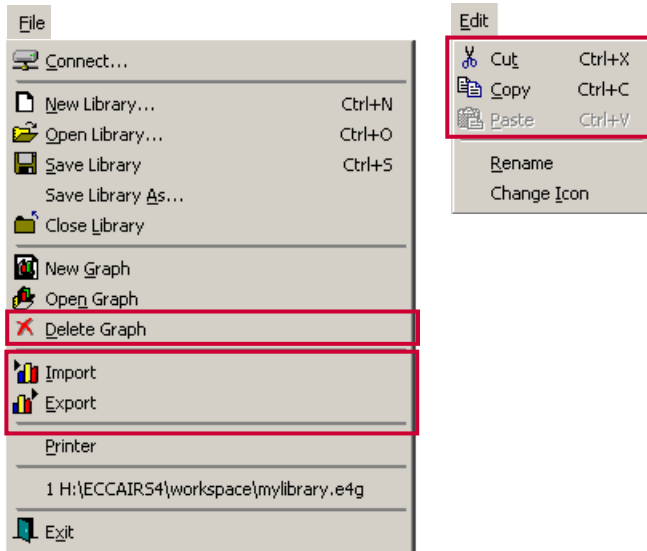 File
Connect...
New Library... Ctrl+N
Open Library... Ctrl+O
Save Library Ctrl+S
Save Library As...
Close Library
New Graph
Open Graph
Delete Graph
Import
Export
Printer
1 H:\ECCAIRS4\workspace\mylibrary.e4g
Exit
Edit
Cut Ctrl+X
Copy Ctrl+C
Paste Ctrl+V
Rename
Change Icon